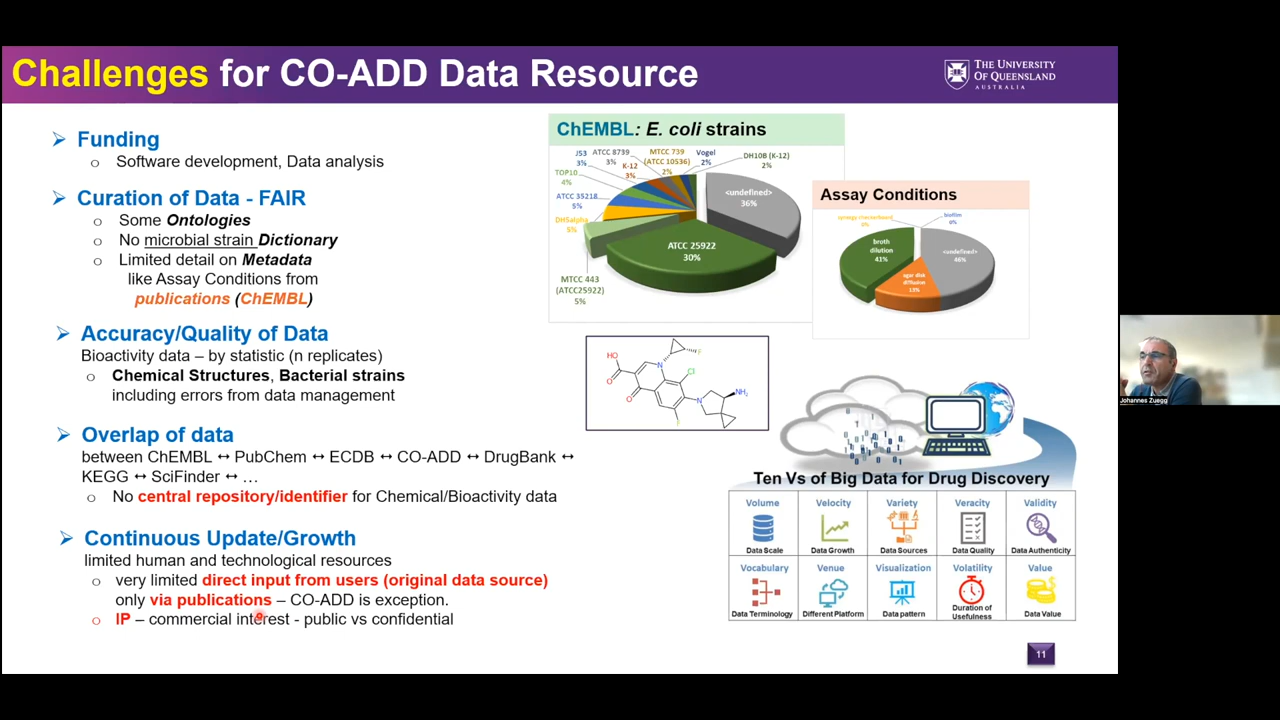 Challenges for CO-ADD Data Resource
THE UNIVERSITY
OF QUEENSLAND
AUSTRALIA
Funding
Software development, Data analysis
Curation of Data - FAIR
Some Ontologies
No microbial strain Dictionary
Limited detail on Metadata
like Assay Conditions from
publications (ChEMBL)
Accuracy/Quality of Data
Bioactivity data – by statistic (n replicates)
Chemical Structures, Bacterial strains
including errors from data management
Overlap of data
between ChEMBL ↔ PubChem ↔ ECDB ↔ CO-ADD ↔ DrugBank ↔
KEGG ↔ SciFinder ↔ …
No central repository/identifier for Chemical/Bioactivity data
Continuous Update/Growth
limited human and technological resources
very limited direct input from users (original data source)
only via publications – CO-ADD is exception.
IP – commercial interest - public vs confidential
ChEMBL: E. coli strains
J53
3%
ATCC 8739
3%
K-12
3%
MTCC 739
(ATCC 10536)
2%
Vogel
2%
DH10B (K-12)
2%
TOP10
4%
ATCC 35218
5%
DH5alpha
5%
<undefined>
36%
ATCC 25922
30%
MTCC 443
(ATCC25922)
5%
Assay Conditions
synergy checkerboard
0%
biofilm
0%
broth
dilution
41%
<undefined>
46%
agar disk
diffusion
13%
HO
O
O
N
F
Cl
N
NH₂
F
Ten Vs of Big Data for Drug Discovery
Volume
Data Scale
Velocity
Data Growth
Variety
Data Sources
Veracity
Data Quality
Validity
Data Authenticity
Vocabulary
Data Terminology
Venue
Different Platform
Visualization
Data pattern
Volatility
Duration of
Usefulness
Value
Data Value
11
Johannes Zuegg